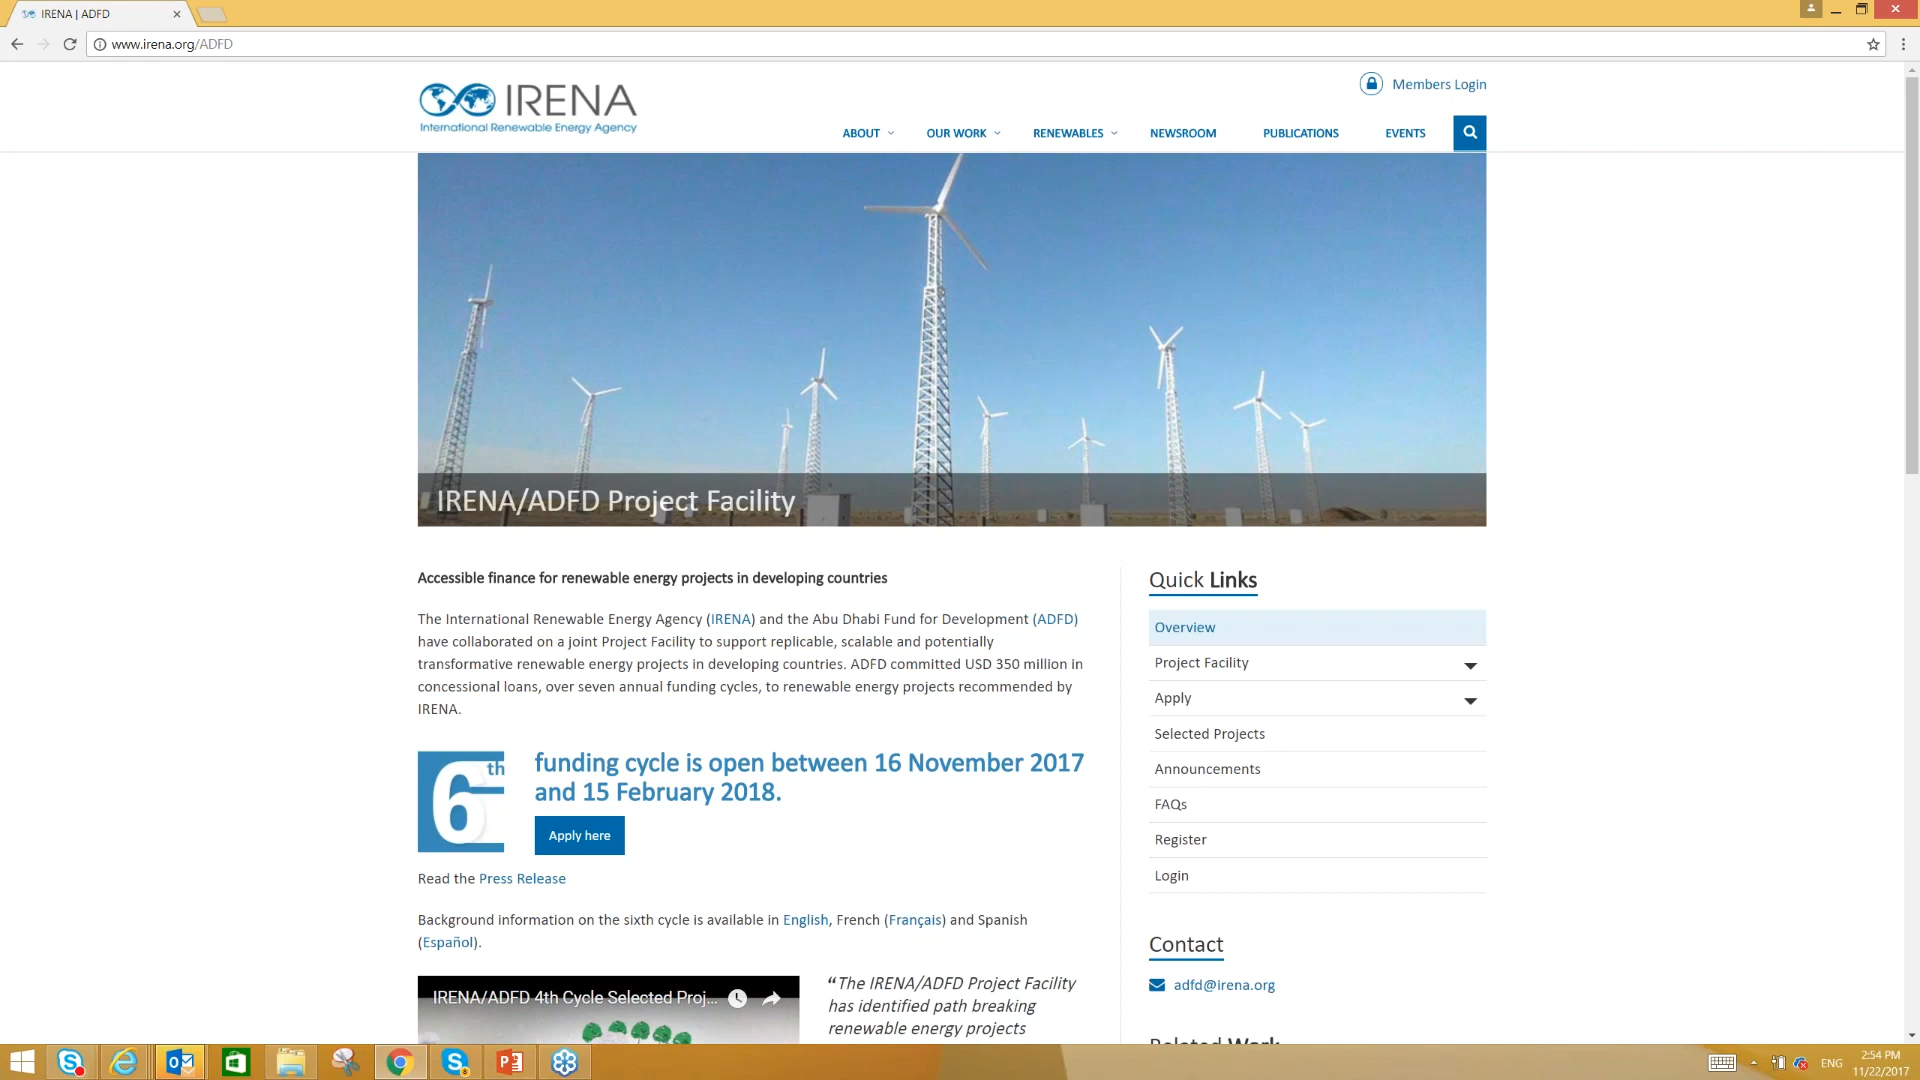 IRENA | ADFD
www.irena.org/ADFD
IRENA
International Renewable Energy Agency
Members Login
ABOUT
OUR WORK
RENEWABLES
NEWSROOM
PUBLICATIONS
EVENTS
IRENA/ADFD Project Facility
Accessible finance for renewable energy projects in developing countries
The International Renewable Energy Agency (IRENA) and the Abu Dhabi Fund for Development (ADFD)
have collaborated on a joint Project Facility to support replicable, scalable and potentially
transformative renewable energy projects in developing countries. ADFD committed USD 350 million in
concessional loans, over seven annual funding cycles, to renewable energy projects recommended by
IRENA.
6th
funding cycle is open between 16 November 2017
and 15 February 2018.
Apply here
Read the Press Release
Background information on the sixth cycle is available in English, French (Français) and Spanish
(Español).
IRENA/ADFD 4th Cycle Selected Proj...
“The IRENA/ADFD Project Facility
has identified path breaking
renewable energy projects
Quick Links
Overview
Project Facility
Apply
Selected Projects
Announcements
FAQs
Register
Login
Contact
adfd@irena.org
Related Work
ENG
2:54 PM
11/22/2017